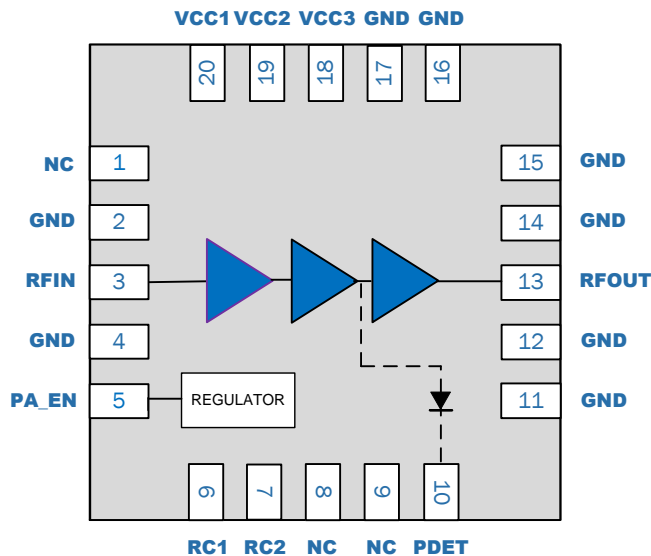 VCC1 VCC2 VCC3 GND GND
20 19 18 17 16
NC 1 15 GND
GND 2 14 GND
RFIN 3 13 RFOUT
GND 4 12 GND
PA_EN 5 REGULATOR 11 GND
6 7 8 9 10
RC1 RC2 NC NC PDET